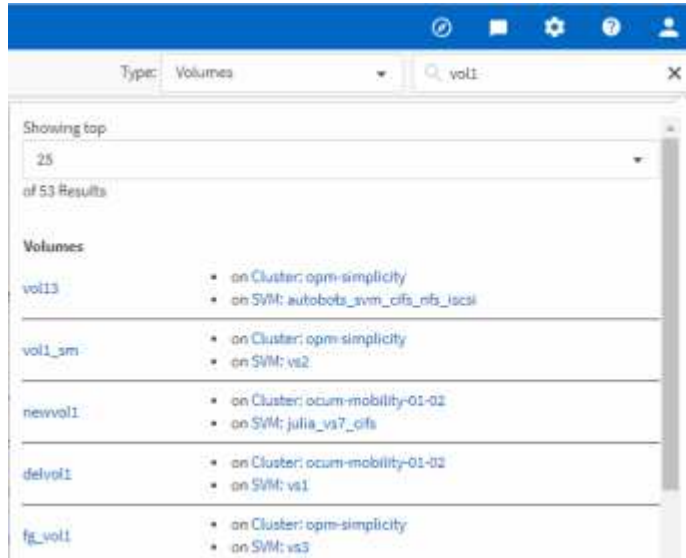 Type: Volumes vol1
Showing top
25
of 53 Results
Volumes
vol13
on Cluster: opm-simplicity
on SVM: autobots_svm_cifs_nfs_iscsi
vol1_sm
on Cluster: opm-simplicity
on SVM: vs2
newvol1
on Cluster: ocum-mobility-01-02
on SVM: julia_vs7_cifs
delvol1
on Cluster: ocum-mobility-01-02
on SVM: vs1
fg_vol1
on Cluster: opm-simplicity
on SVM: vs3